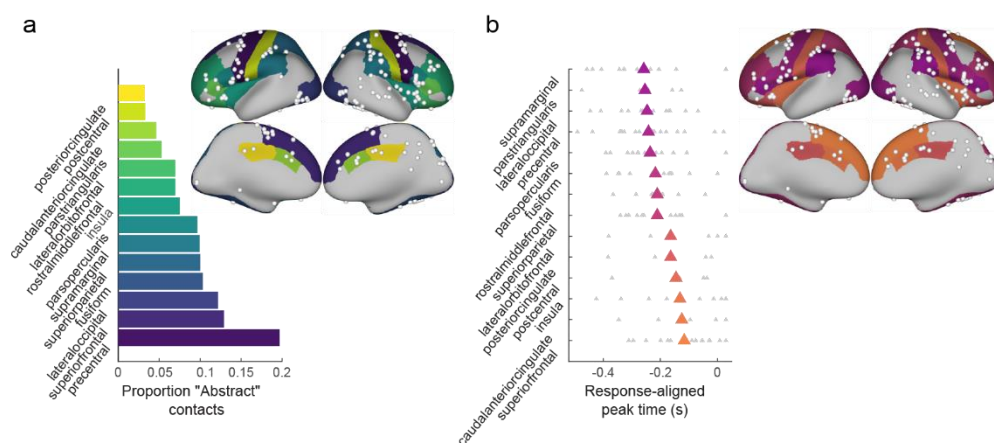 a
posteriorcingulate
postcentral
caudalanteriorcingulate
parstriangularis
lateralorbitofrontal
rostralmiddlefrontal
insula
parsopercularis
supramarginal
superiorparietal
fusiform
lateraloccipital
superiorfrontal
precentral
0
0.05
0.1
0.15
0.2
Proportion "Abstract"
contacts
b
supramarginal
parstriangularis
lateraloccipital
precentral
parsopercularis
fusiform
rostralmiddlefrontal
superiorparietal
lateralorbitofrontal
posteriorcingulate
postcentral
insula
caudalanteriorcingulate
superiorfrontal
-0.4
-0.2
0
Response-aligned
peak time (s)